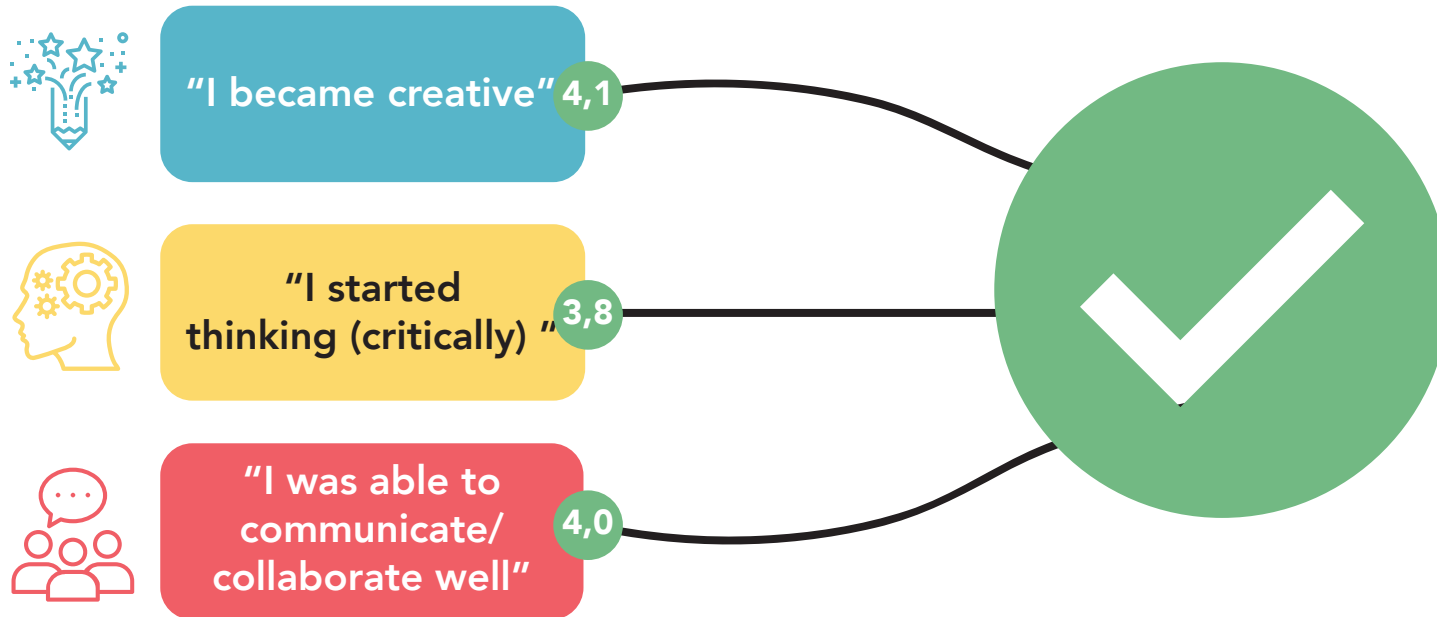 “I became creative”
4,1
“I started
thinking (critically) ”
3,8
“I was able to
communicate/
collaborate well”
4,0